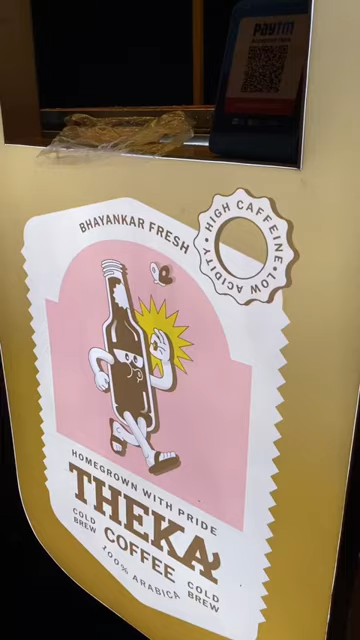 paytm
BHAYANKAR FRESH
• HIGH CAFFEINE • LOW ACIDITY
HOMEGROWN WITH PRIDE
THEKA
COLD BREW
COFFEE
COLD BREW
100% ARABICA